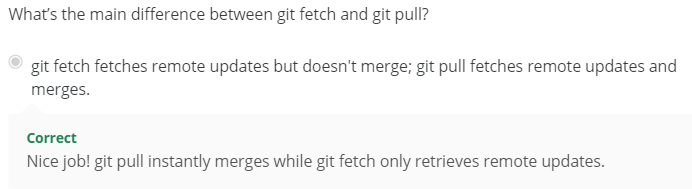 What's the main difference between git fetch and git pull?
git fetch fetches remote updates but doesn't merge; git pull fetches remote updates and
merges.
Correct
Nice job! git pull instantly merges while git fetch only retrieves remote updates.